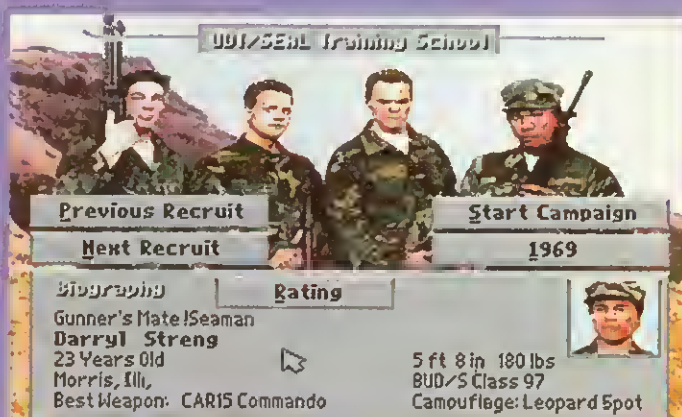 UDT/SEAL Training School
Previous Recruit
Start Campaign
Next Recruit
1969
Biography
Rating
Gunner's Mate !Seaman
Darryl Streng
23 Years Old
5 ft 8 in 180 lbs
Morris, Illi,
BUD/S Class 97
Best Weapon: CAR15 Commando
Camouflage: Leopard Spot